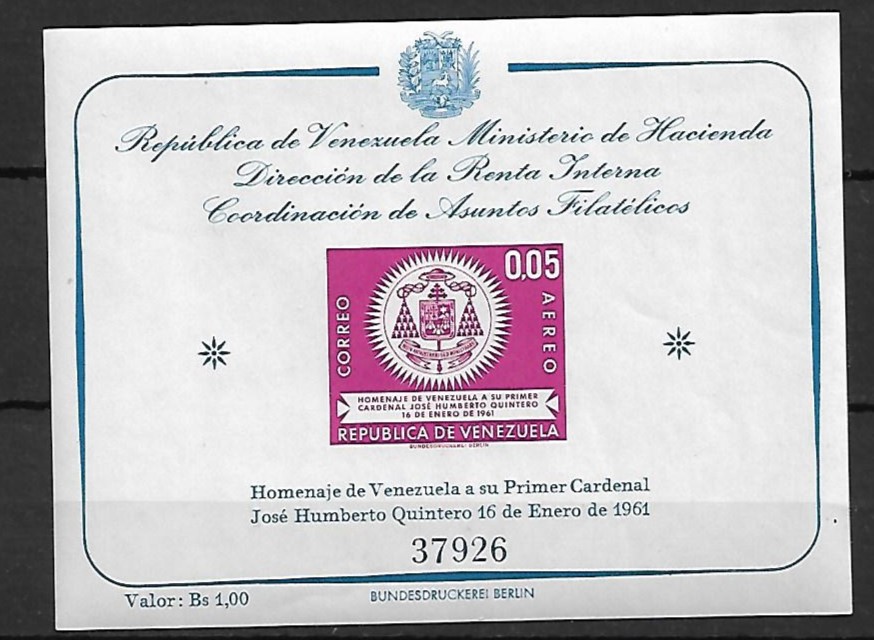 República de Venezuela Ministerio de Hacienda
Dirección de la Renta Interna
Coordinación de Asuntos Filatélicos
0,05
CORREO
AEREO
HOMENAJE DE VENEZUELA A SU PRIMER
CARDENAL JOSÉ HUMBERTO QUINTERO
16 DE ENERO DE 1961
REPUBLICA DE VENEZUELA
BUNDESDRUCKEREI BERLIN
Homenaje de Venezuela a su Primer Cardenal
José Humberto Quintero 16 de Enero de 1961
37926
Valor: Bs 1,00
BUNDESDRUCKEREI BERLIN